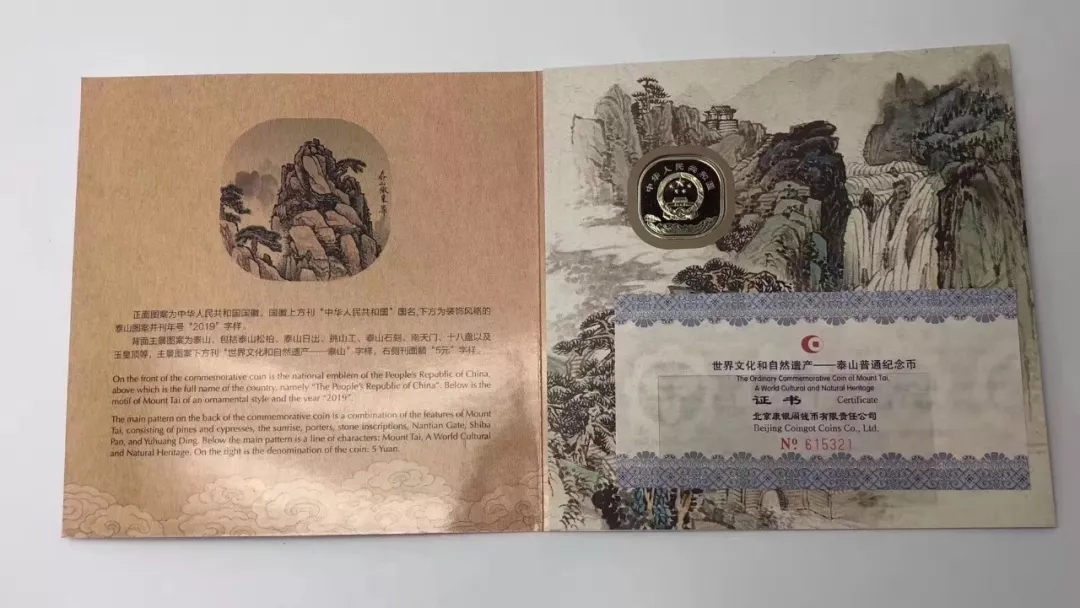 泰山
正面图案为中华人民共和国国徽，国徽上方刊“中华人民共和国”国名，下方为装饰风格的
泰山图案并刊年号“2019”字样。
背面主景图案为泰山，包括泰山松柏、泰山日出、挑山工、泰山石刻、南天门、十八盘以及
玉皇顶等，主景图案下方刊“世界文化和自然遗产——泰山”字样，右侧刊面额“5元”字样。
On the front of the commemorative coin is the national emblem of the People's Republic of China,
above which is the full name of the country, namely "The People's Republic of China". Below is the
motif of Mount Tai of an ornamental style and the year "2019".
The main pattern on the back of the commemorative coin is a combination of the features of Mount
Tai, consisting of pines and cypresses, the sunrise, porters, stone inscriptions, Nantian Gate, Shiba
Pan, and Yuhuang Ding. Below the main pattern is a line of characters: Mount Tai, A World Cultural
and Natural Heritage. On the right is the denomination of the coin: 5 Yuan.
中华人民共和国
世界文化和自然遗产——泰山普通纪念币
The Ordinary Commemorative Coin of Mount Tai,
A World Cultural and Natural Heritage
证 书 Certificate
北京康银阁钱币有限责任公司
Beijing Coingot Coins Co., Ltd.
№ 615321